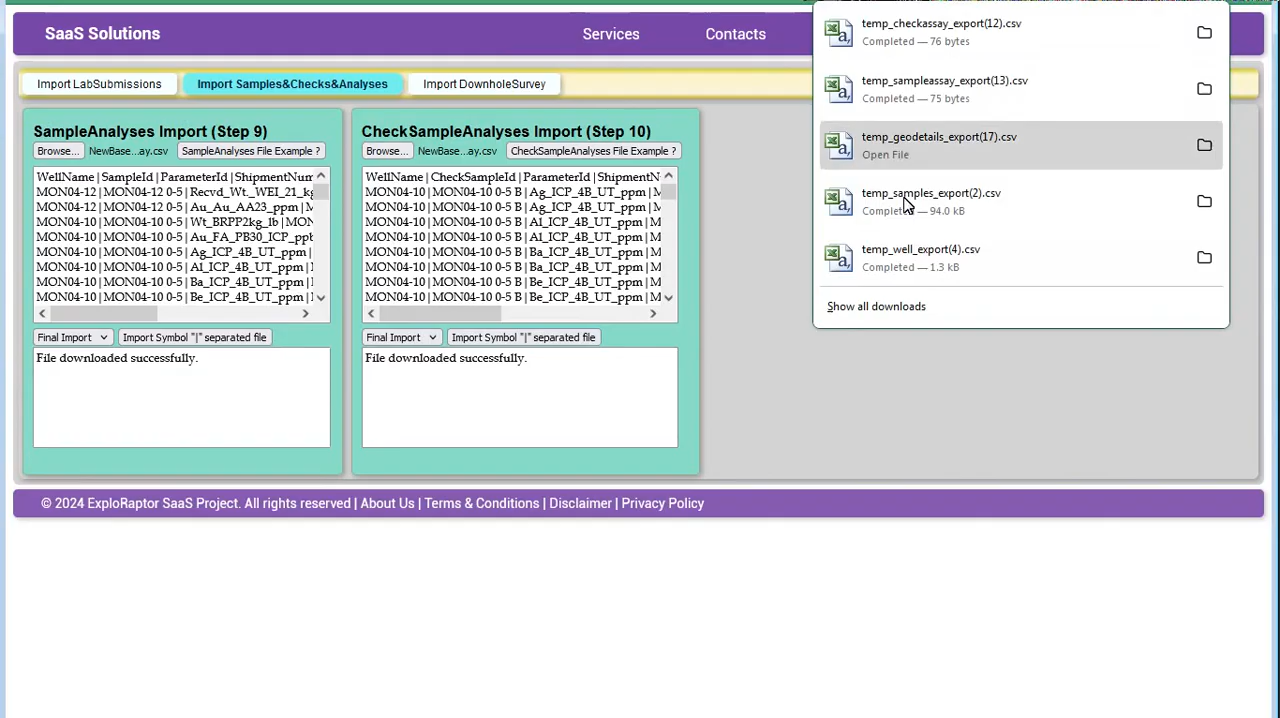 SaaS Solutions
Services
Contacts
Import LabSubmissions
Import Samples&Checks&Analyses
Import DownholeSurvey
SampleAnalyses Import (Step 9)
Browse... NewBase...ay.csv SampleAnalyses File Example ?
WellName|SampleId|ParameterId|ShipmentNum
MON04-12|MON04-12 0-5|Recvd_Wt._WEI_21_kg
MON04-12|MON04-12 0-5|Au_Au_AA23_ppm|M
MON04-10|MON04-10 0-5|Wt_BRPP2kg_lb|MO
MON04-10|MON04-10 0-5|Au_FA_PB30_ICP_ppb
MON04-10|MON04-10 0-5|Ag_ICP_4B_UT_ppm|
MON04-10|MON04-10 0-5|Al_ICP_4B_UT_ppm|
MON04-10|MON04-10 0-5|Ba_ICP_4B_UT_ppm|
MON04-10|MON04-10 0-5|Be_ICP_4B_UT_ppm|
Final Import
Import Symbol "|" separated file
File downloaded successfully.
CheckSampleAnalyses Import (Step 10)
Browse... NewBase...ay.csv CheckSampleAnalyses File Example ?
WellName|CheckSampleId|ParameterId|ShipmentN
MON04-10|MON04-10 0-5 B|Ag_ICP_4B_UT_ppm|M
MON04-10|MON04-10 0-5 B|Ag_ICP_4B_UT_ppm|M
MON04-10|MON04-10 0-5 B|Al_ICP_4B_UT_ppm|M
MON04-10|MON04-10 0-5 B|Al_ICP_4B_UT_ppm|M
MON04-10|MON04-10 0-5 B|Ba_ICP_4B_UT_ppm|M
MON04-10|MON04-10 0-5 B|Ba_ICP_4B_UT_ppm|M
MON04-10|MON04-10 0-5 B|Be_ICP_4B_UT_ppm|M
MON04-10|MON04-10 0-5 B|Be_ICP_4B_UT_ppm|M
Final Import
Import Symbol "|" separated file
File downloaded successfully.
temp_checkassay_export(12).csv
Completed — 76 bytes
temp_sampleassay_export(13).csv
Completed — 75 bytes
temp_geodetails_export(17).csv
Open File
temp_samples_export(2).csv
Completed — 94.0 kB
temp_well_export(4).csv
Completed — 1.3 kB
Show all downloads
© 2024 ExploRaptor SaaS Project. All rights reserved | About Us | Terms & Conditions | Disclaimer | Privacy Policy